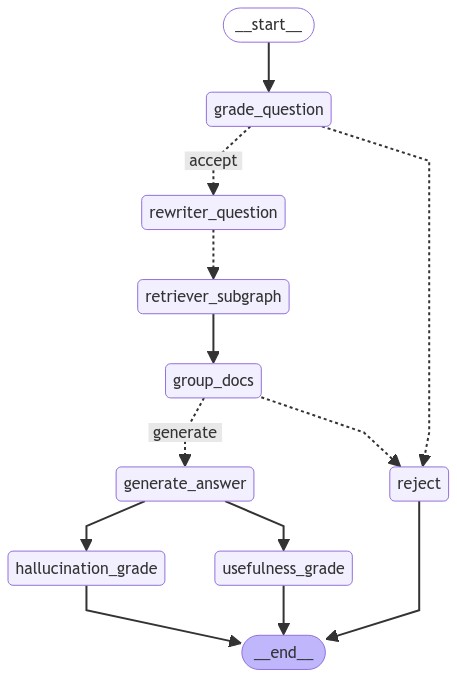 __start__
grade_question
accept
rewriter_question
retriever_subgraph
group_docs
generate
generate_answer
reject
hallucination_grade
usefulness_grade
__end__